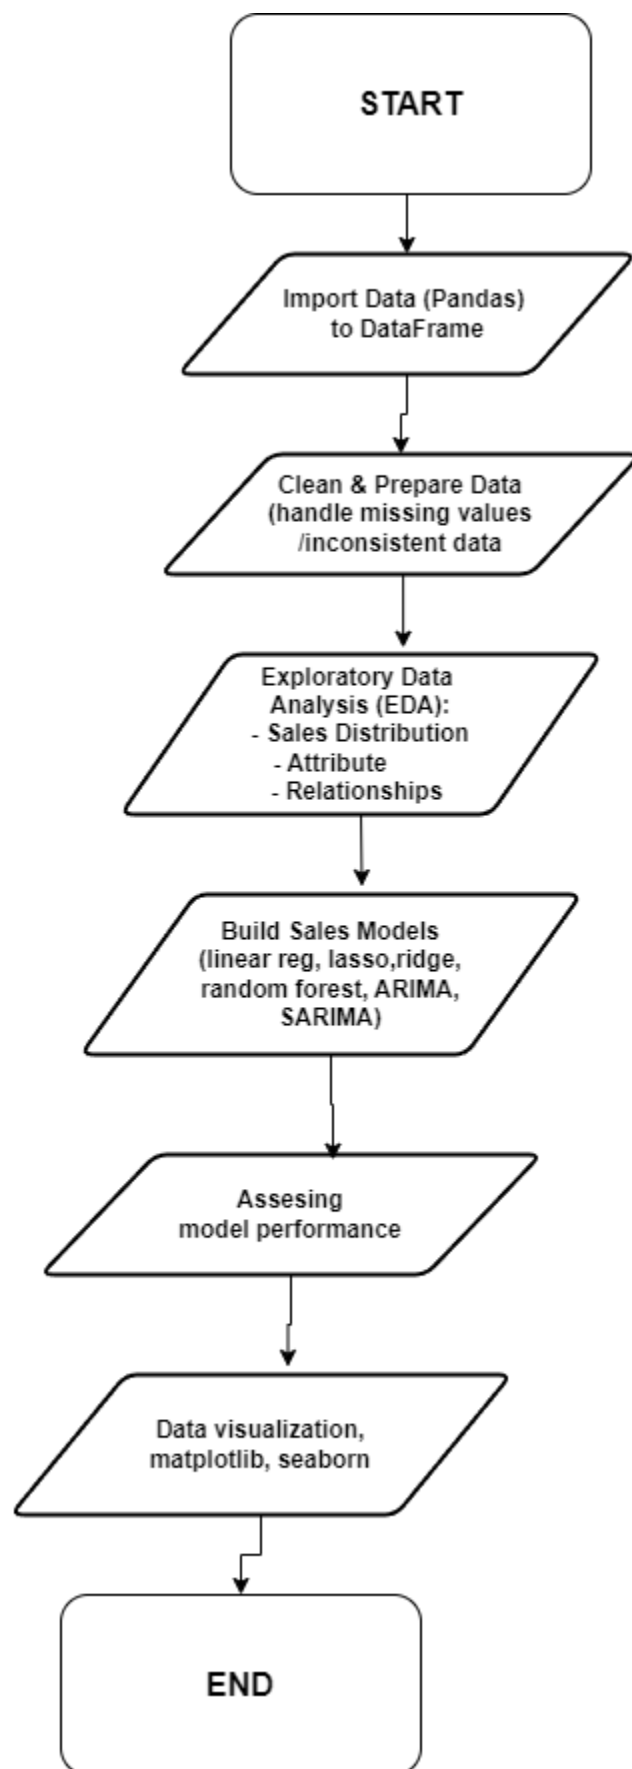 START
Import Data (Pandas)
to DataFrame
Clean & Prepare Data
(handle missing values
/inconsistent data
Exploratory Data
Analysis (EDA):
- Sales Distribution
- Attribute
- Relationships
Build Sales Models
(linear reg, lasso,ridge,
random forest, ARIMA,
SARIMA)
Assesing
model performance
Data visualization,
matplotlib, seaborn
END